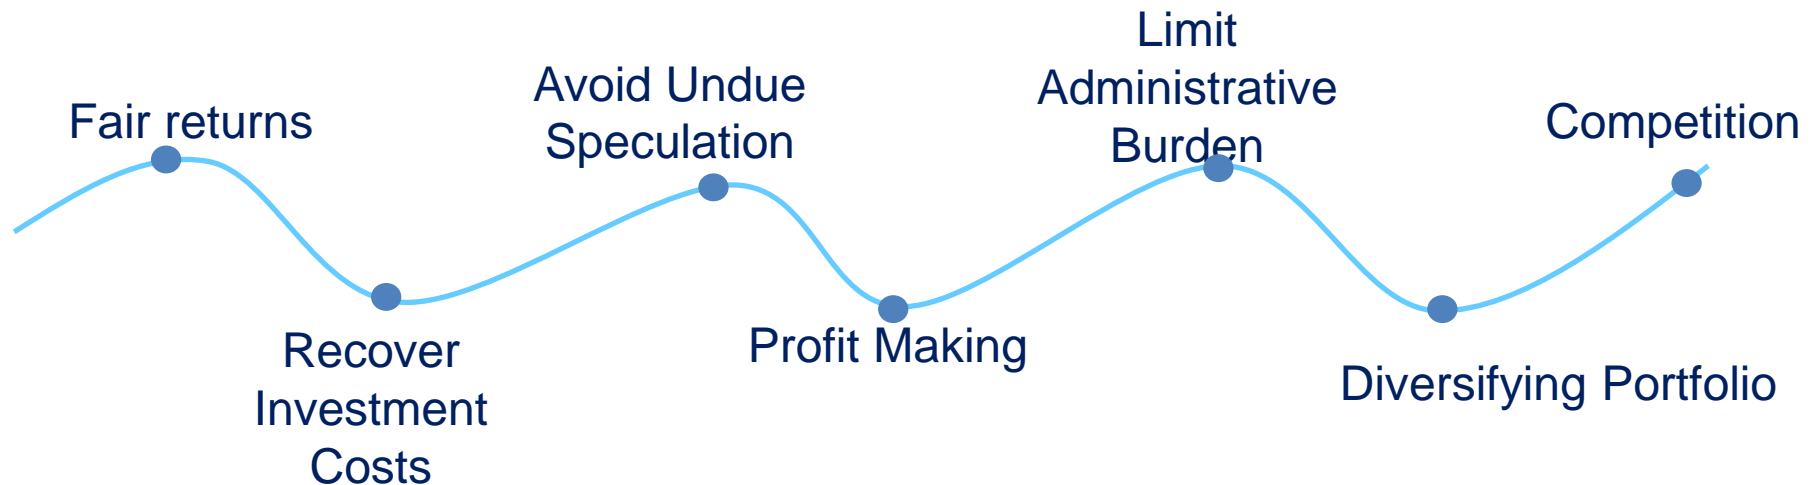 Fair returns
Recover
Investment
Costs
Avoid Undue
Speculation
Profit Making
Limit
Administrative
Burden
Diversifying Portfolio
Competition